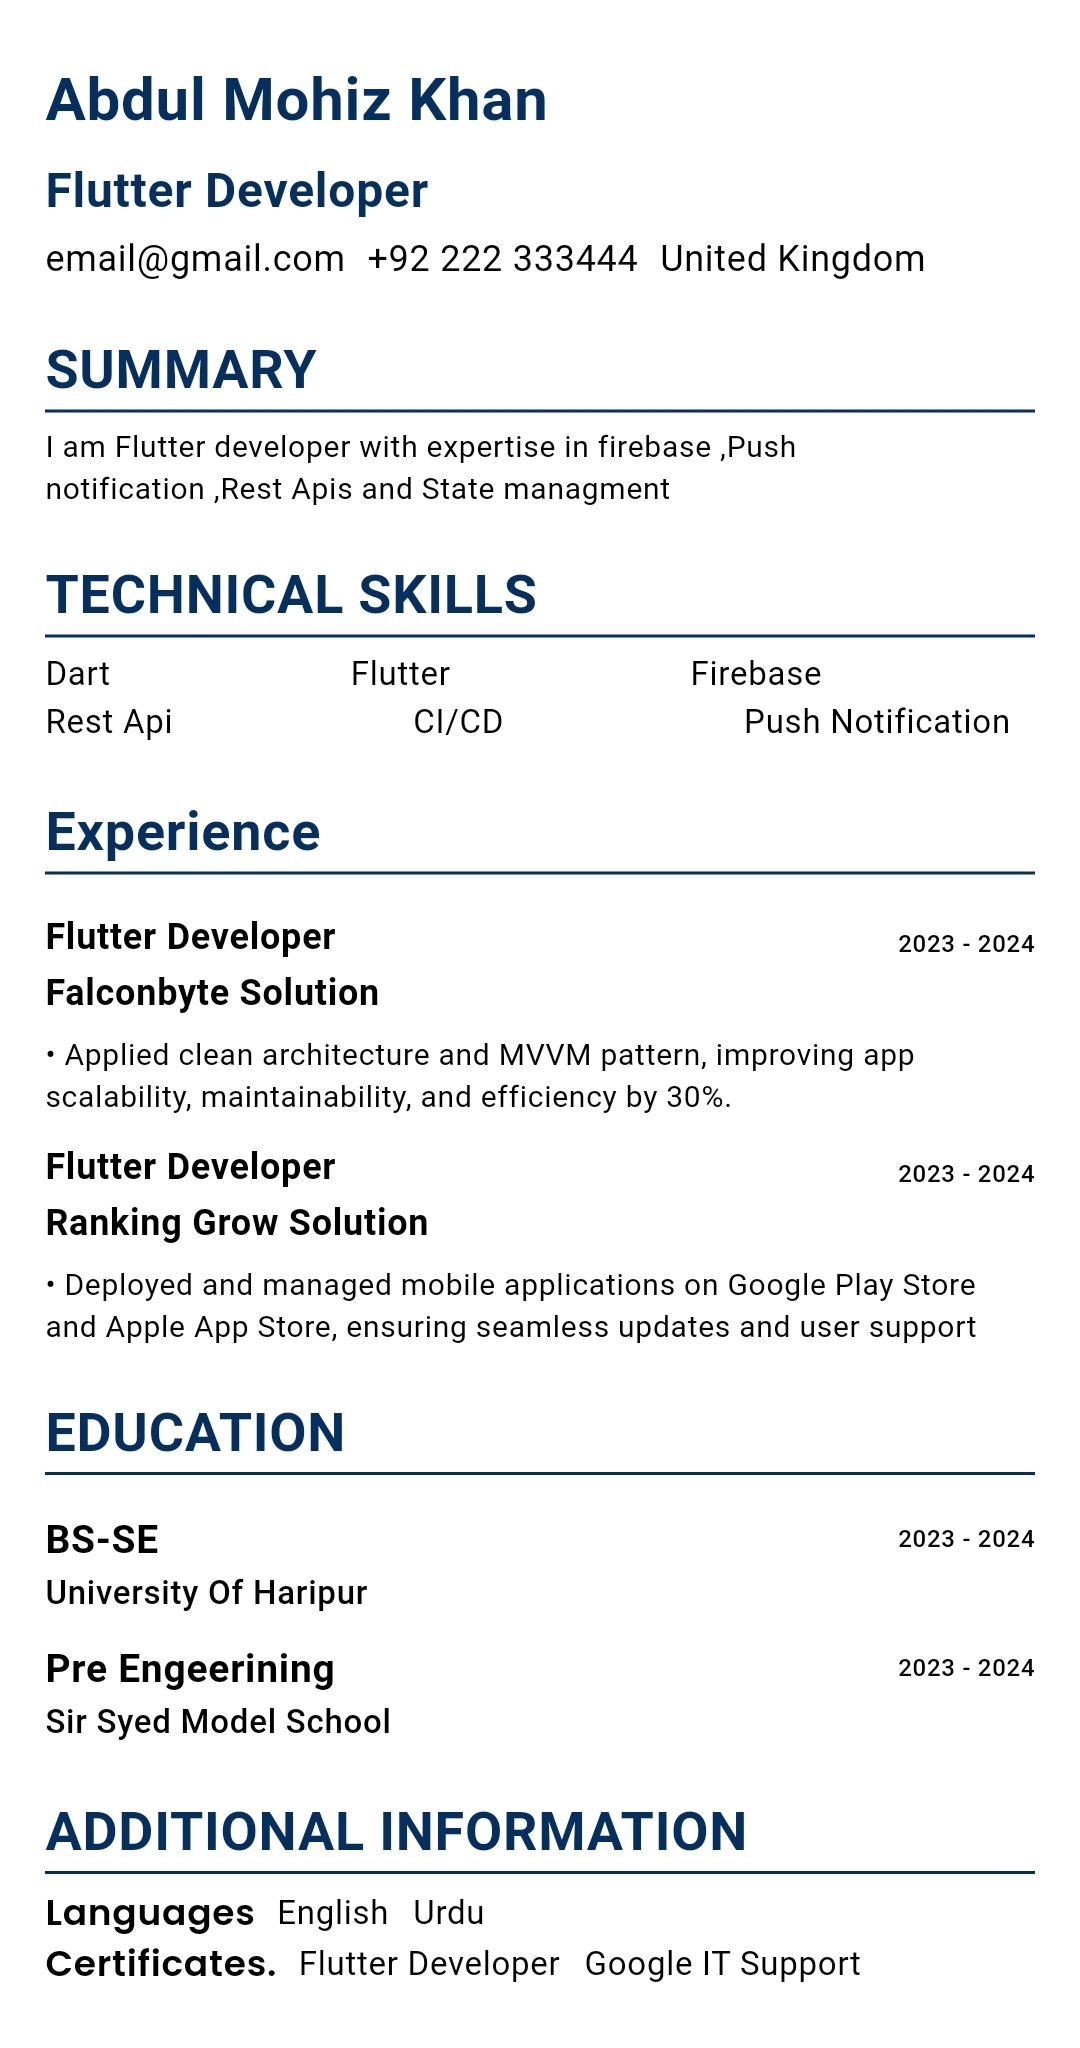 Abdul Mohiz Khan
Flutter Developer
email@gmail.com +92 222 333444 United Kingdom
SUMMARY
I am Flutter developer with expertise in firebase ,Push
notification ,Rest Apis and State managment
TECHNICAL SKILLS
Dart Flutter Firebase
Rest Api CI/CD Push Notification
Experience
Flutter Developer 2023 - 2024
Falconbyte Solution
• Applied clean architecture and MVVM pattern, improving app
scalability, maintainability, and efficiency by 30%.
Flutter Developer 2023 - 2024
Ranking Grow Solution
• Deployed and managed mobile applications on Google Play Store
and Apple App Store, ensuring seamless updates and user support
EDUCATION
BS-SE 2023 - 2024
University Of Haripur
Pre Engeerining 2023 - 2024
Sir Syed Model School
ADDITIONAL INFORMATION
Languages English Urdu
Certificates. Flutter Developer Google IT Support